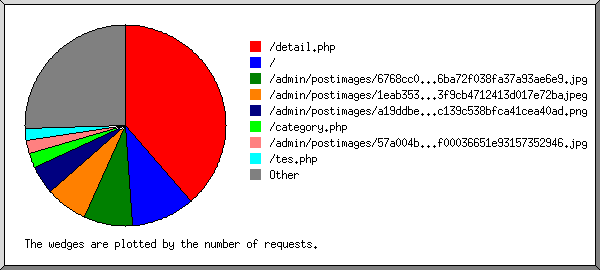 /detail.php
/
/admin/postimages/6768cc0...6ba72f038fa37a93ae6e9.jpg
/admin/postimages/1eab353...3f9cb4712413d017e72bajpeg
/admin/postimages/a19ddbe...c139c538bfca41cea40ad.png
/category.php
/admin/postimages/57a004b...f00036651e93157352946.jpg
/tes.php
Other
The wedges are plotted by the number of requests.